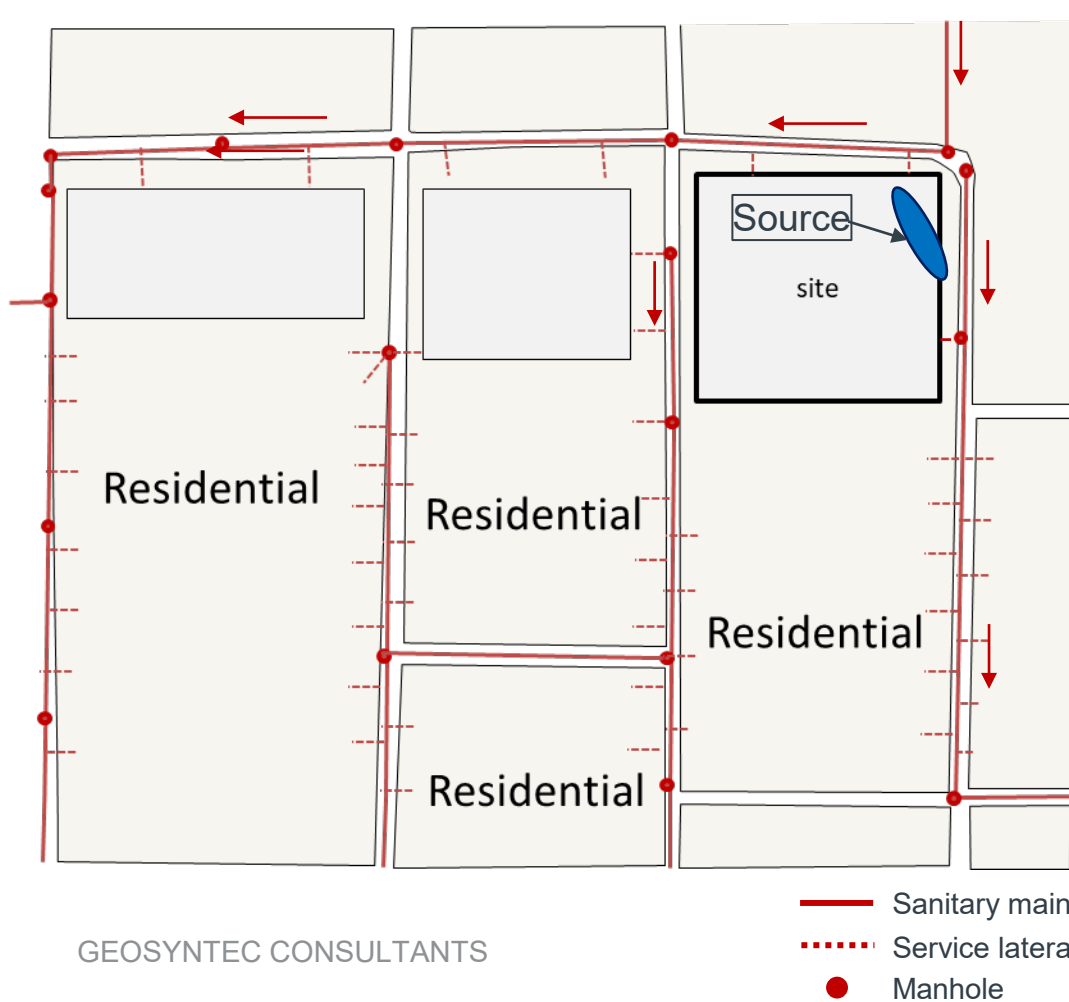 Source
site
Residential
Residential
Residential
Residential
Sanitary main
Service latera
GEOSYNTEC CONSULTANTS
Manhole